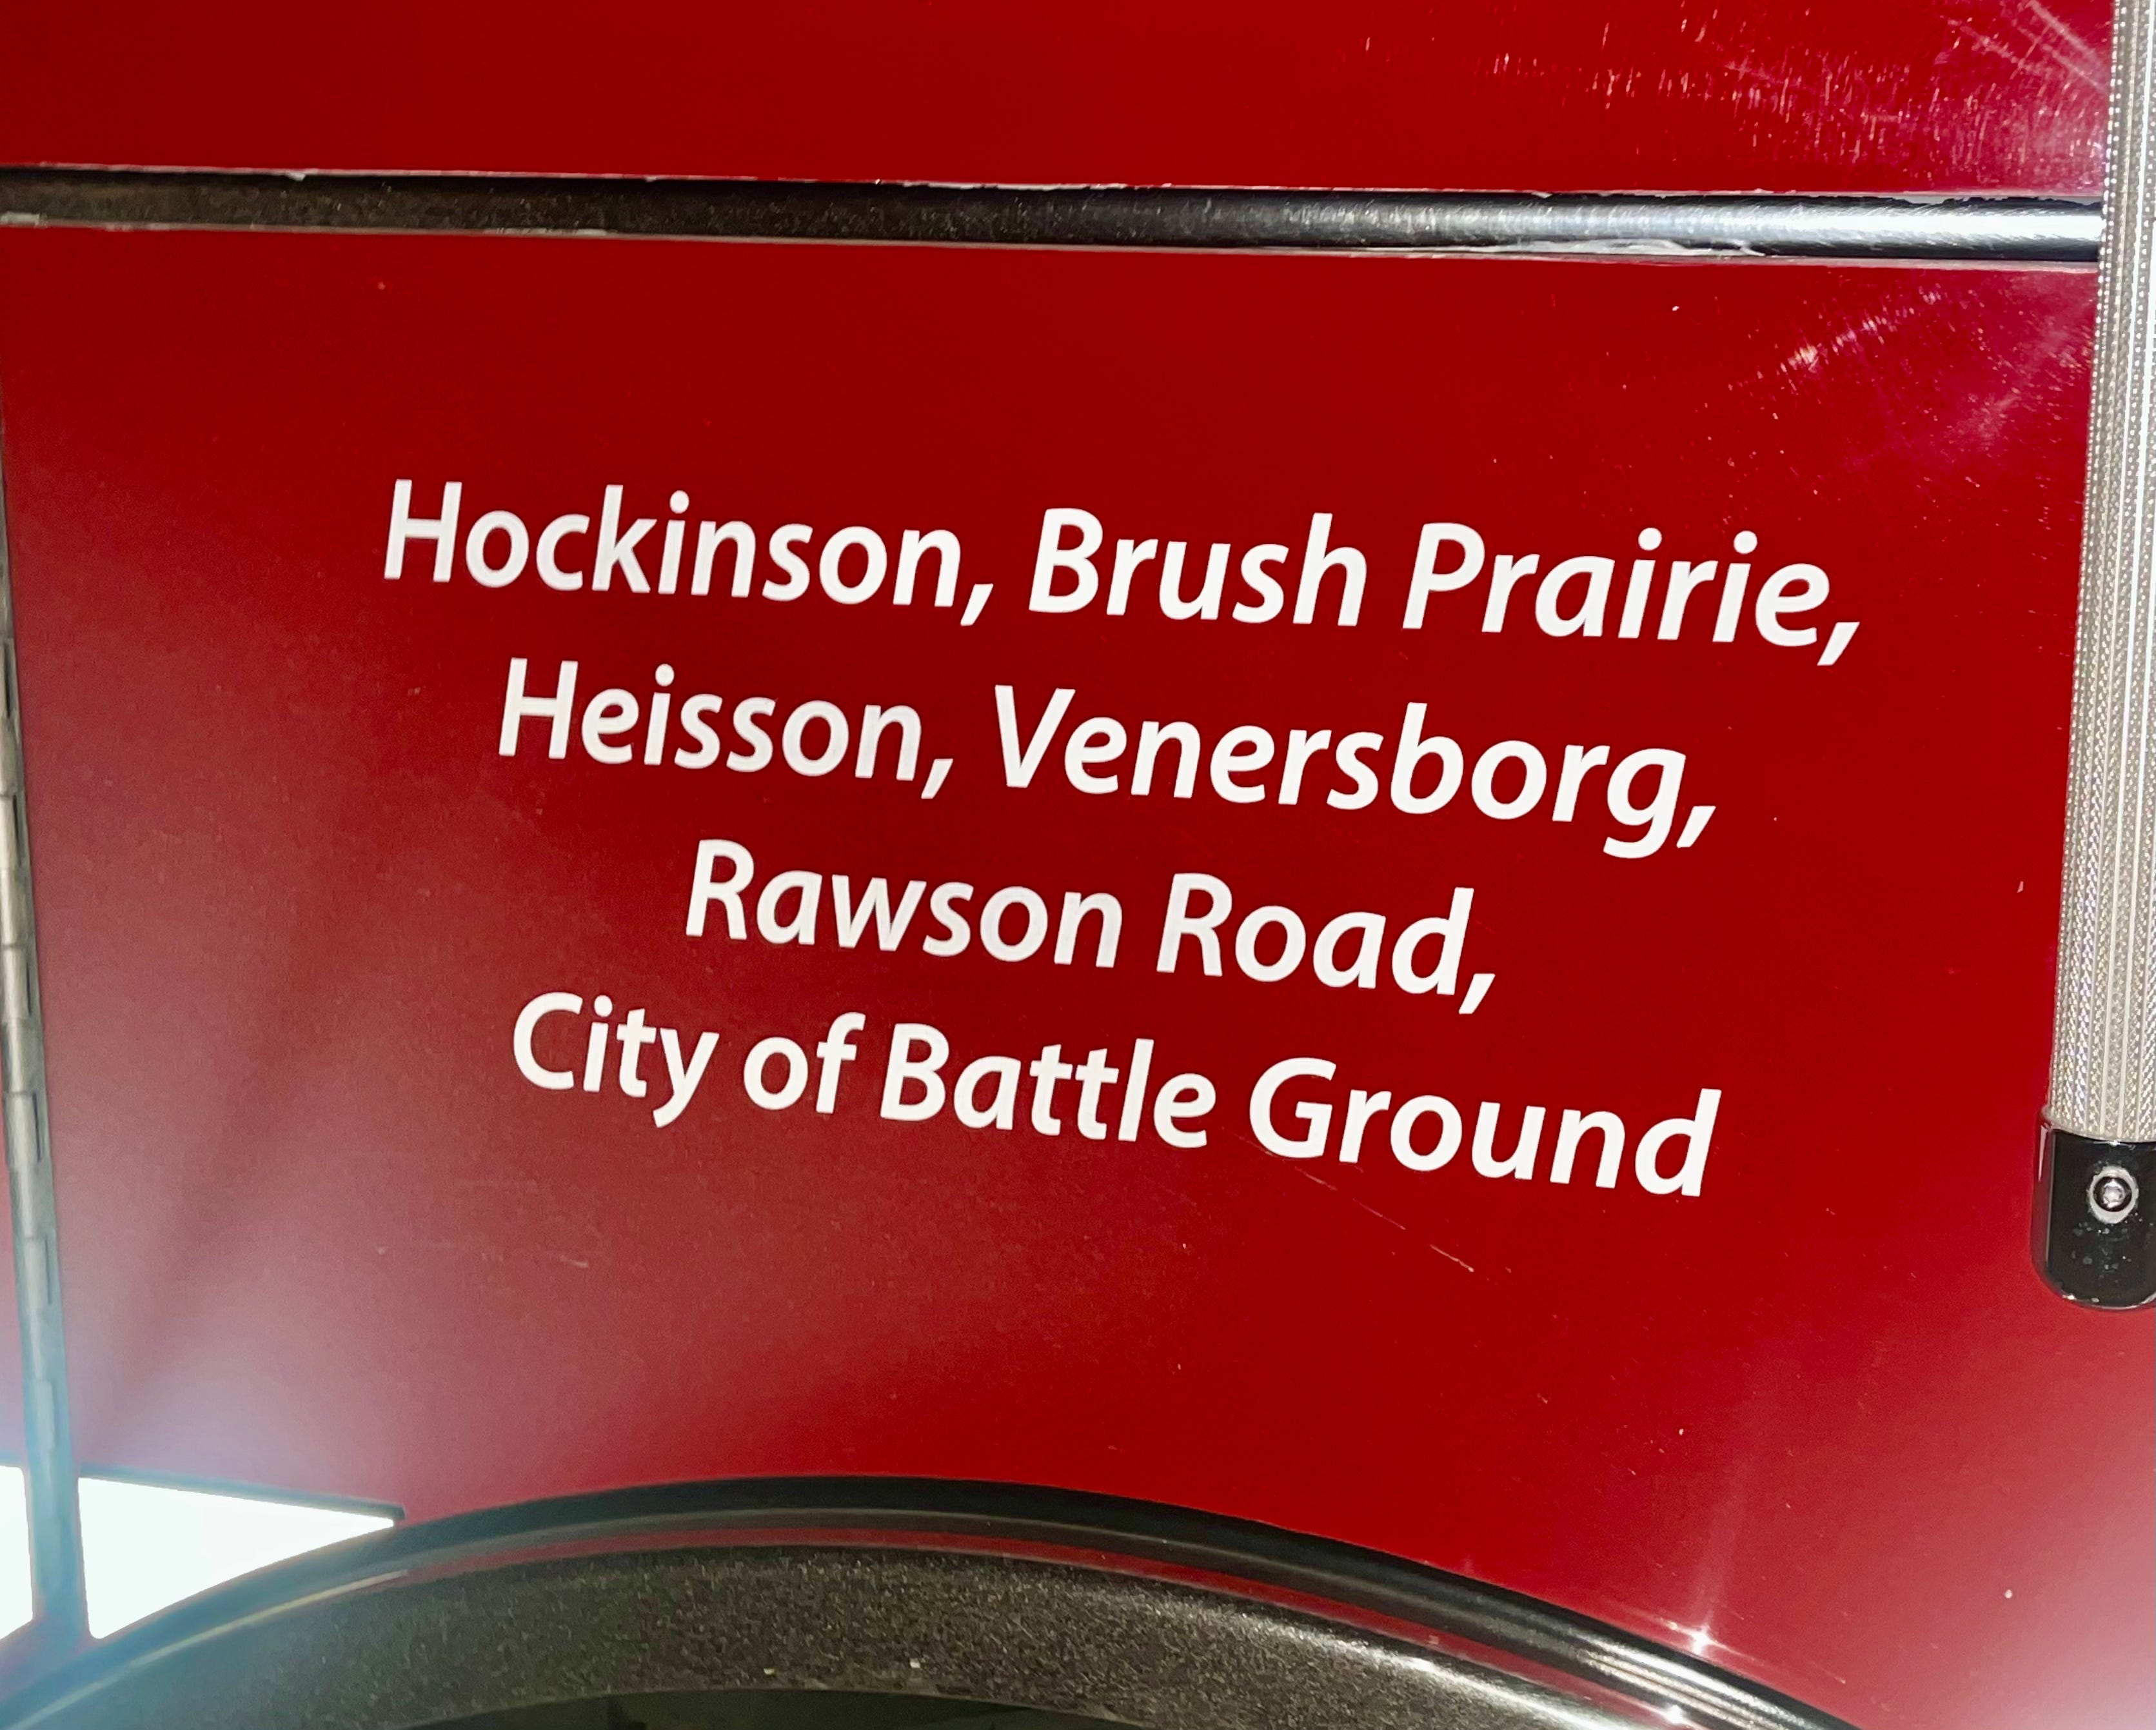 Hockinson, Brush Prairie,
Heisson, Venersborg,
Rawson Road,
City of Battle Ground